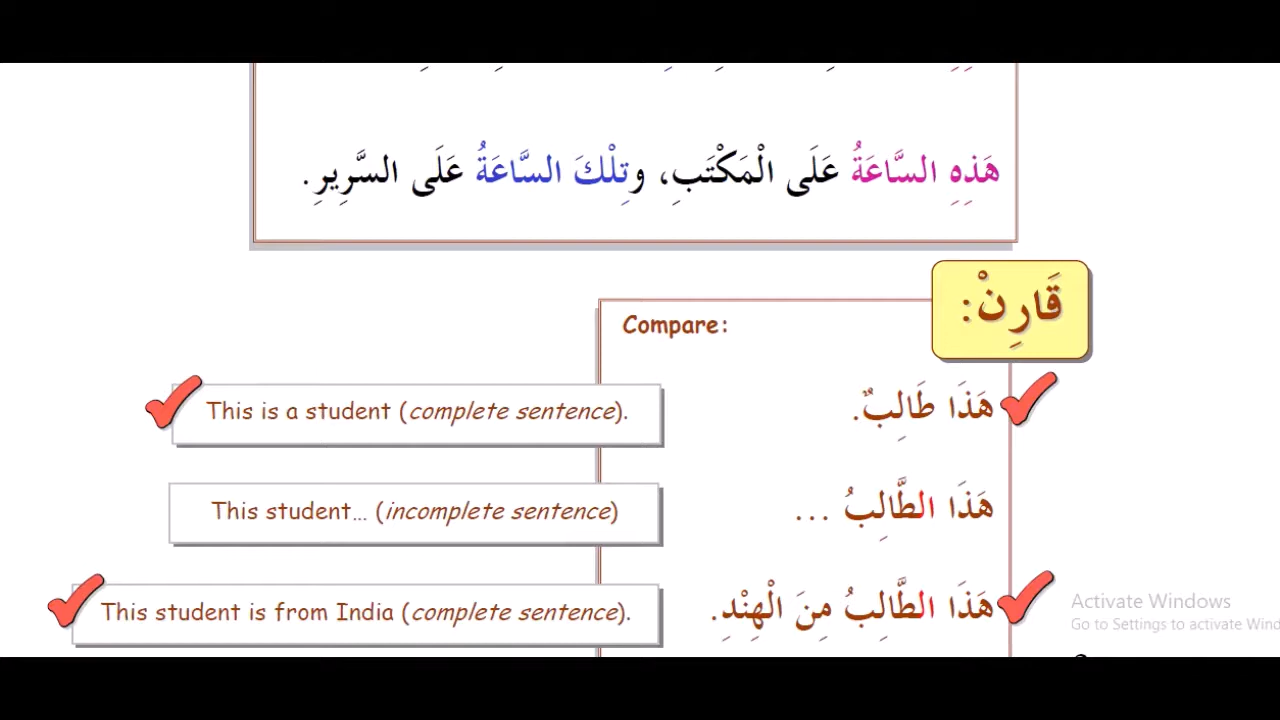 هَذِهِ السَّاعَةُ عَلَى الْمَكْتَبِ، وتِلْكَ السَّاعَةُ عَلَى السَّرِيرِ.
قَارِنْ:
Compare:
هَذَا طَالِبٌ.
This is a student (complete sentence).
هَذَا الطَّالِبُ ...
This student... (incomplete sentence)
هَذَا الطَّالِبُ مِنَ الْهِنْدِ.
This student is from India (complete sentence).
Activate Windows
Go to Settings to activate Wind